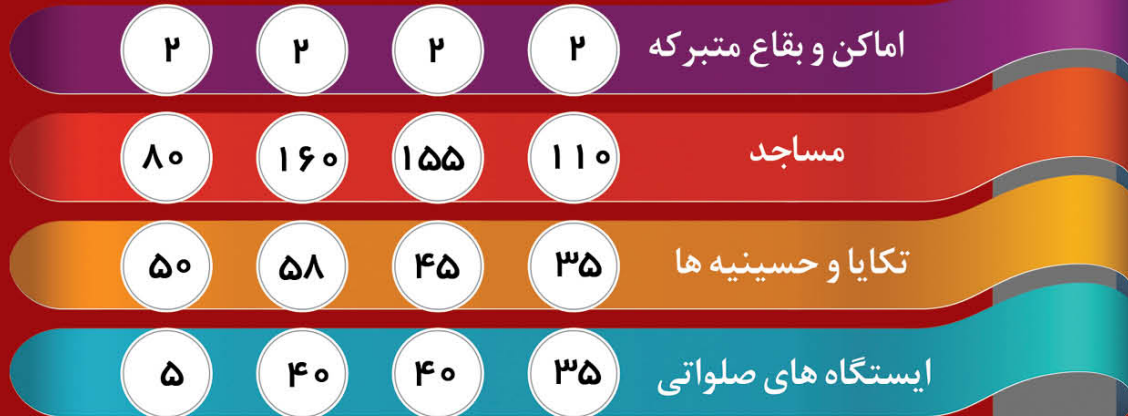 اماکن و بقاع متبرکه ۲ ۲ ۲ ۲
مساجد ۱۱۰ ۱۵۵ ۱۶۰ ۸۰
تکایا و حسینیه ها ۳۵ ۴۵ ۵۸ ۵۰
ایستگاه های صلواتی ۳۵ ۴۰ ۴۰ ۵